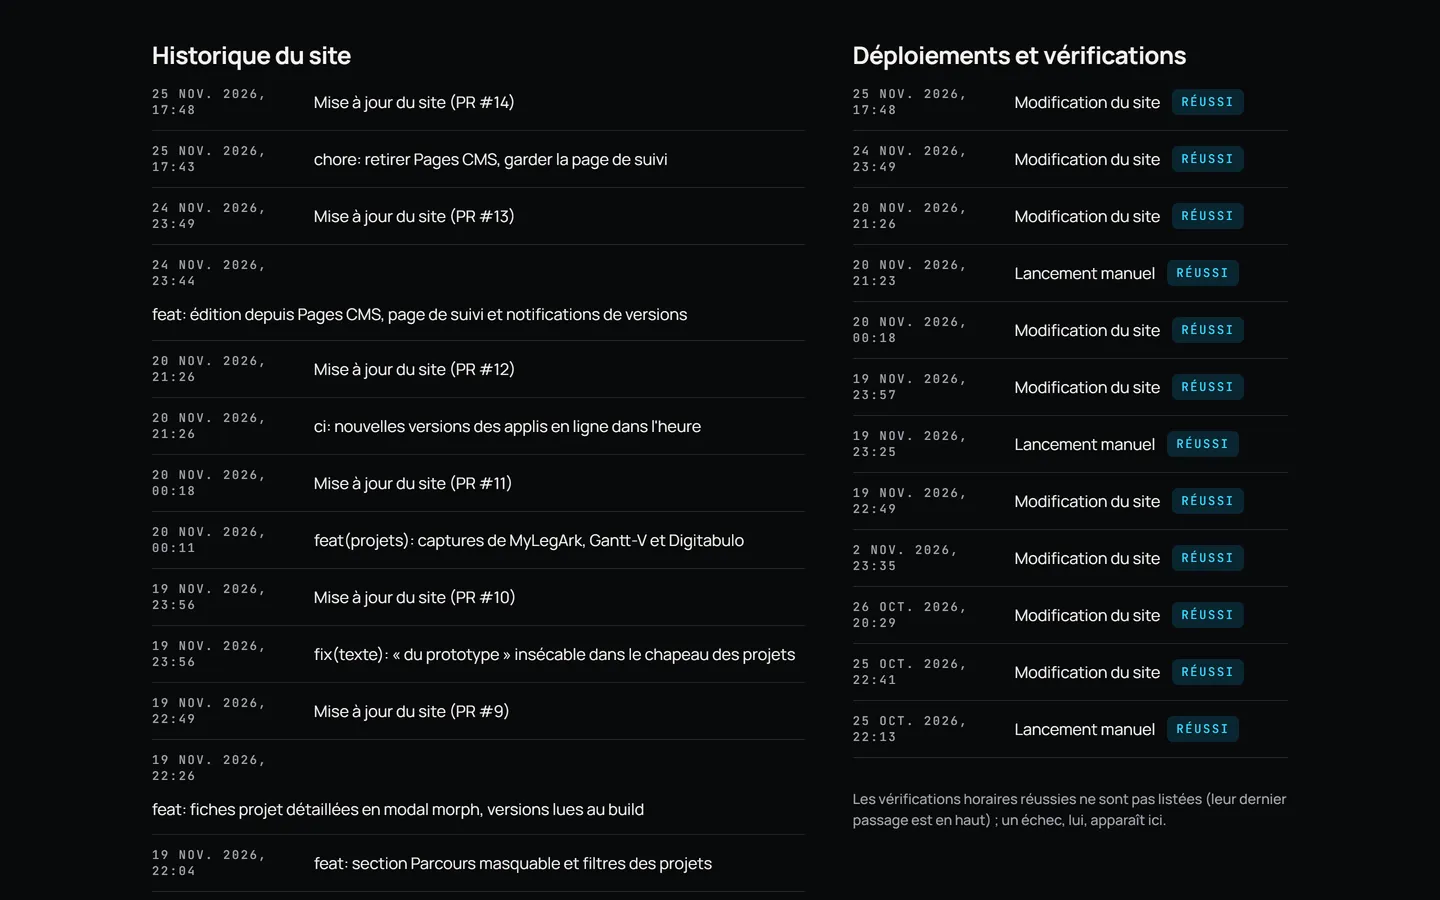 Historique du site
25 NOV. 2026,
17:48
Mise à jour du site (PR #14)
25 NOV. 2026,
17:43
chore: retirer Pages CMS, garder la page de suivi
24 NOV. 2026,
23:49
Mise à jour du site (PR #13)
24 NOV. 2026,
23:44
feat: édition depuis Pages CMS, page de suivi et notifications de versions
20 NOV. 2026,
21:26
Mise à jour du site (PR #12)
20 NOV. 2026,
21:26
ci: nouvelles versions des applis en ligne dans l'heure
20 NOV. 2026,
00:18
Mise à jour du site (PR #11)
20 NOV. 2026,
00:11
feat(projets): captures de MyLegArk, Gantt-V et Digitabulo
19 NOV. 2026,
23:56
Mise à jour du site (PR #10)
19 NOV. 2026,
23:56
fix(texte): « du prototype » insécable dans le chapeau des projets
19 NOV. 2026,
22:49
Mise à jour du site (PR #9)
19 NOV. 2026,
22:26
feat: fiches projet détaillées en modal morph, versions lues au build
19 NOV. 2026,
22:04
feat: section Parcours masquable et filtres des projets
Déploiements et vérifications
25 NOV. 2026,
17:48
Modification du site RÉUSSI
24 NOV. 2026,
23:49
Modification du site RÉUSSI
20 NOV. 2026,
21:26
Modification du site RÉUSSI
20 NOV. 2026,
21:23
Lancement manuel RÉUSSI
20 NOV. 2026,
00:18
Modification du site RÉUSSI
19 NOV. 2026,
23:57
Modification du site RÉUSSI
19 NOV. 2026,
23:25
Lancement manuel RÉUSSI
19 NOV. 2026,
22:49
Modification du site RÉUSSI
2 NOV. 2026,
23:35
Modification du site RÉUSSI
26 OCT. 2026,
20:29
Modification du site RÉUSSI
25 OCT. 2026,
22:41
Modification du site RÉUSSI
25 OCT. 2026,
22:13
Lancement manuel RÉUSSI
Les vérifications horaires réussies ne sont pas listées (leur dernier
passage est en haut) ; un échec, lui, apparaît ici.